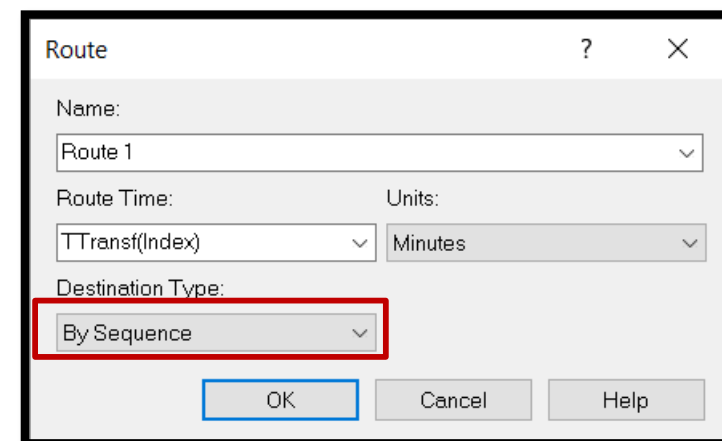 Route ?
Name:
Route 1
Route Time: Units:
TTransf(Index) Minutes
Destination Type:
By Sequence
OK Cancel Help